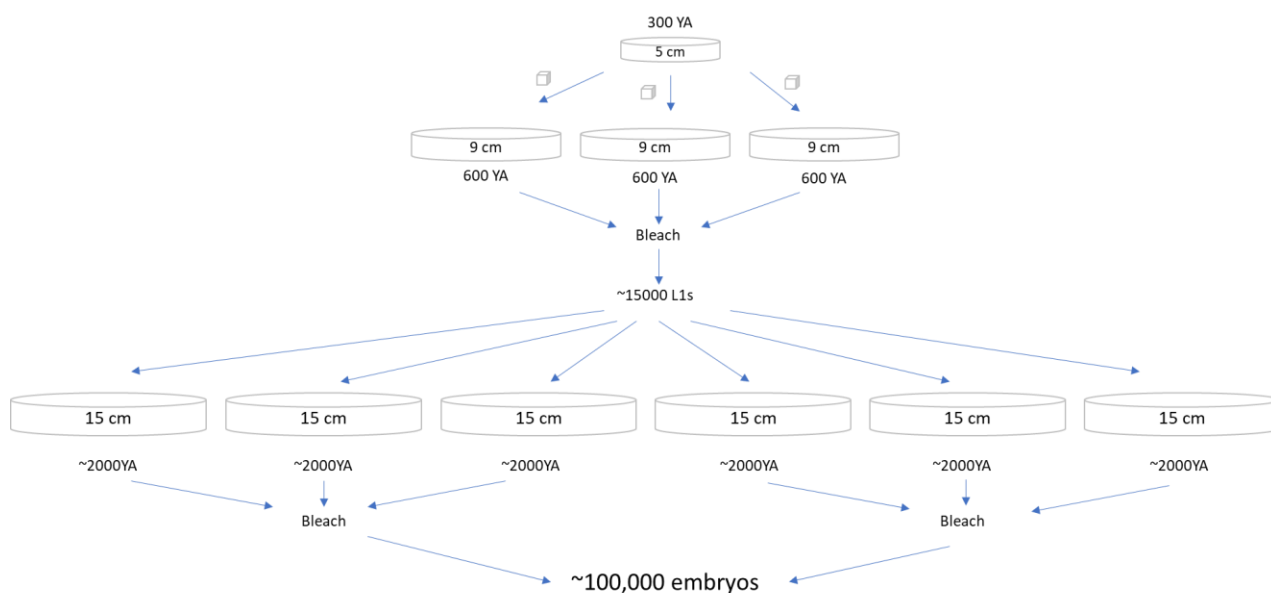 300 YA
5 cm
9 cm 9 cm 9 cm
600 YA 600 YA 600 YA
Bleach
~15000 L1s
15 cm 15 cm 15 cm 15 cm 15 cm 15 cm
~2000YA ~2000YA ~2000YA ~2000YA ~2000YA ~2000YA
Bleach Bleach
~100,000 embryos